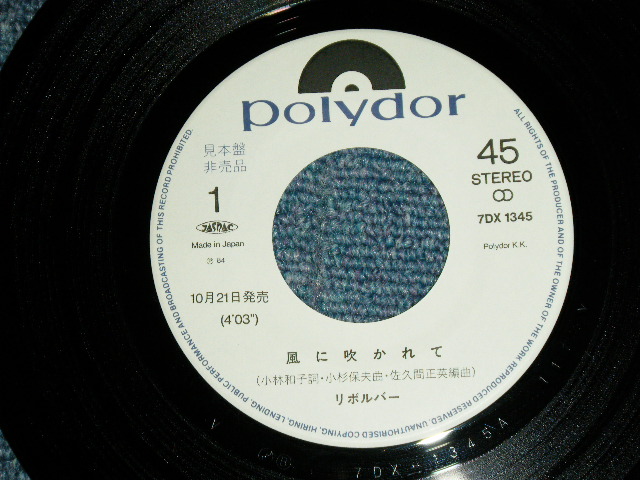 polydor
見本盤
非売品
1
JASRAC
Made in Japan
℗ 84
10月21日発売
(4'03")
45
STEREO
7DX 1345
Polydor K.K.
風に吹かれて
(小林和子詞・小杉保夫曲・佐久間正英編曲)
リボルバー
ALL RIGHTS OF THE PRODUCER AND OF THE OWNER OF THE WORK REPRODUCED RESERVED. UNAUTHORISED COPYING, HIRING, LENDING, PUBLIC PERFORMANCE AND BROADCASTING OF THIS RECORD PROHIBITED.
7DX 1345A